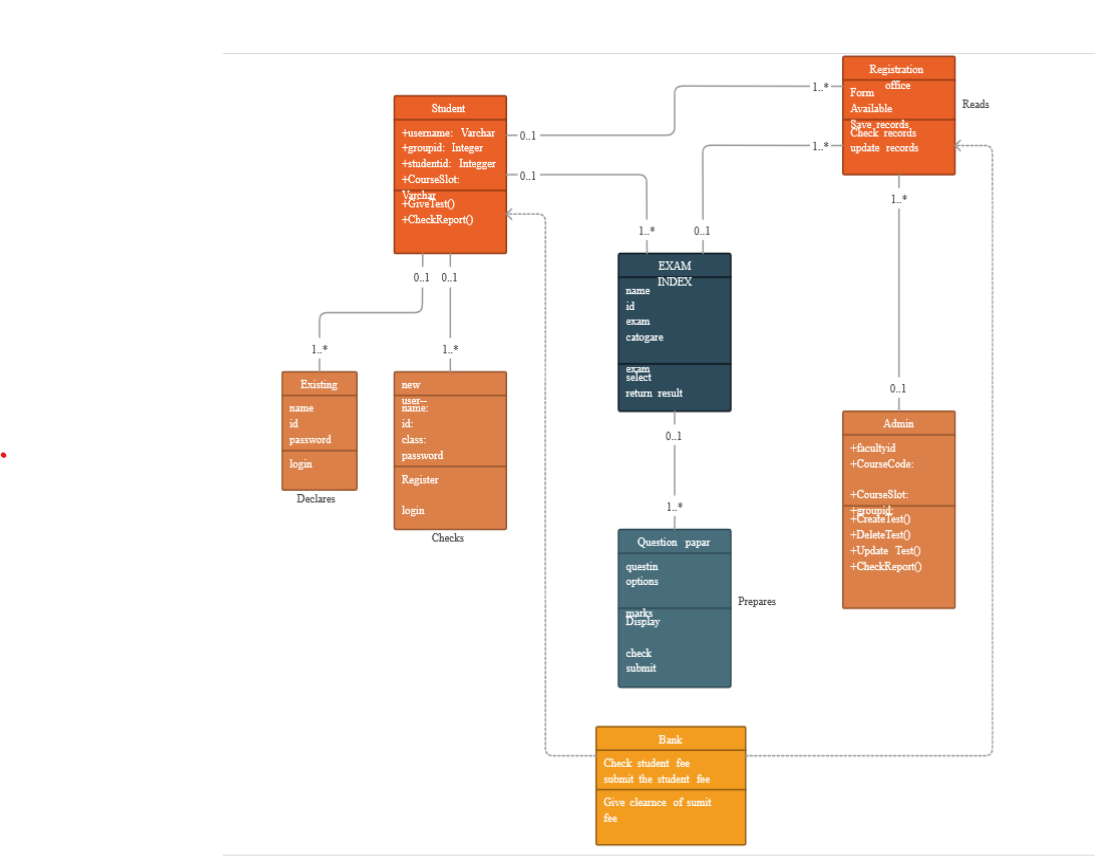 Registration
office
Form
Available
Save records
Check records
update records
Reads
1..*
1..*
1..*
Student
+username: Varchar
+groupid: Integer
+studentid: Integger
+CourseSlot:
Varchar
+GiveTest()
+CheckReport()
0..1
0..1
1..*
0..1
0..1
0..1
EXAM
INDEX
name
id
exam
catogare
exam
select
return result
1..*
1..*
Existing
name
id
password
login
Declares
new
user--
name:
id:
class:
password
Register
login
Checks
0..1
Admin
+facultyid
+CourseCode:
+CourseSlot:
+groupid:
+CreateTest()
+DeleteTest()
+Update Test()
+CheckReport()
0..1
1..*
Question papar
questin
options
marks
Display
check
submit
Prepares
Bank
Check student fee
submit the student fee
Give clearnce of sumit
fee